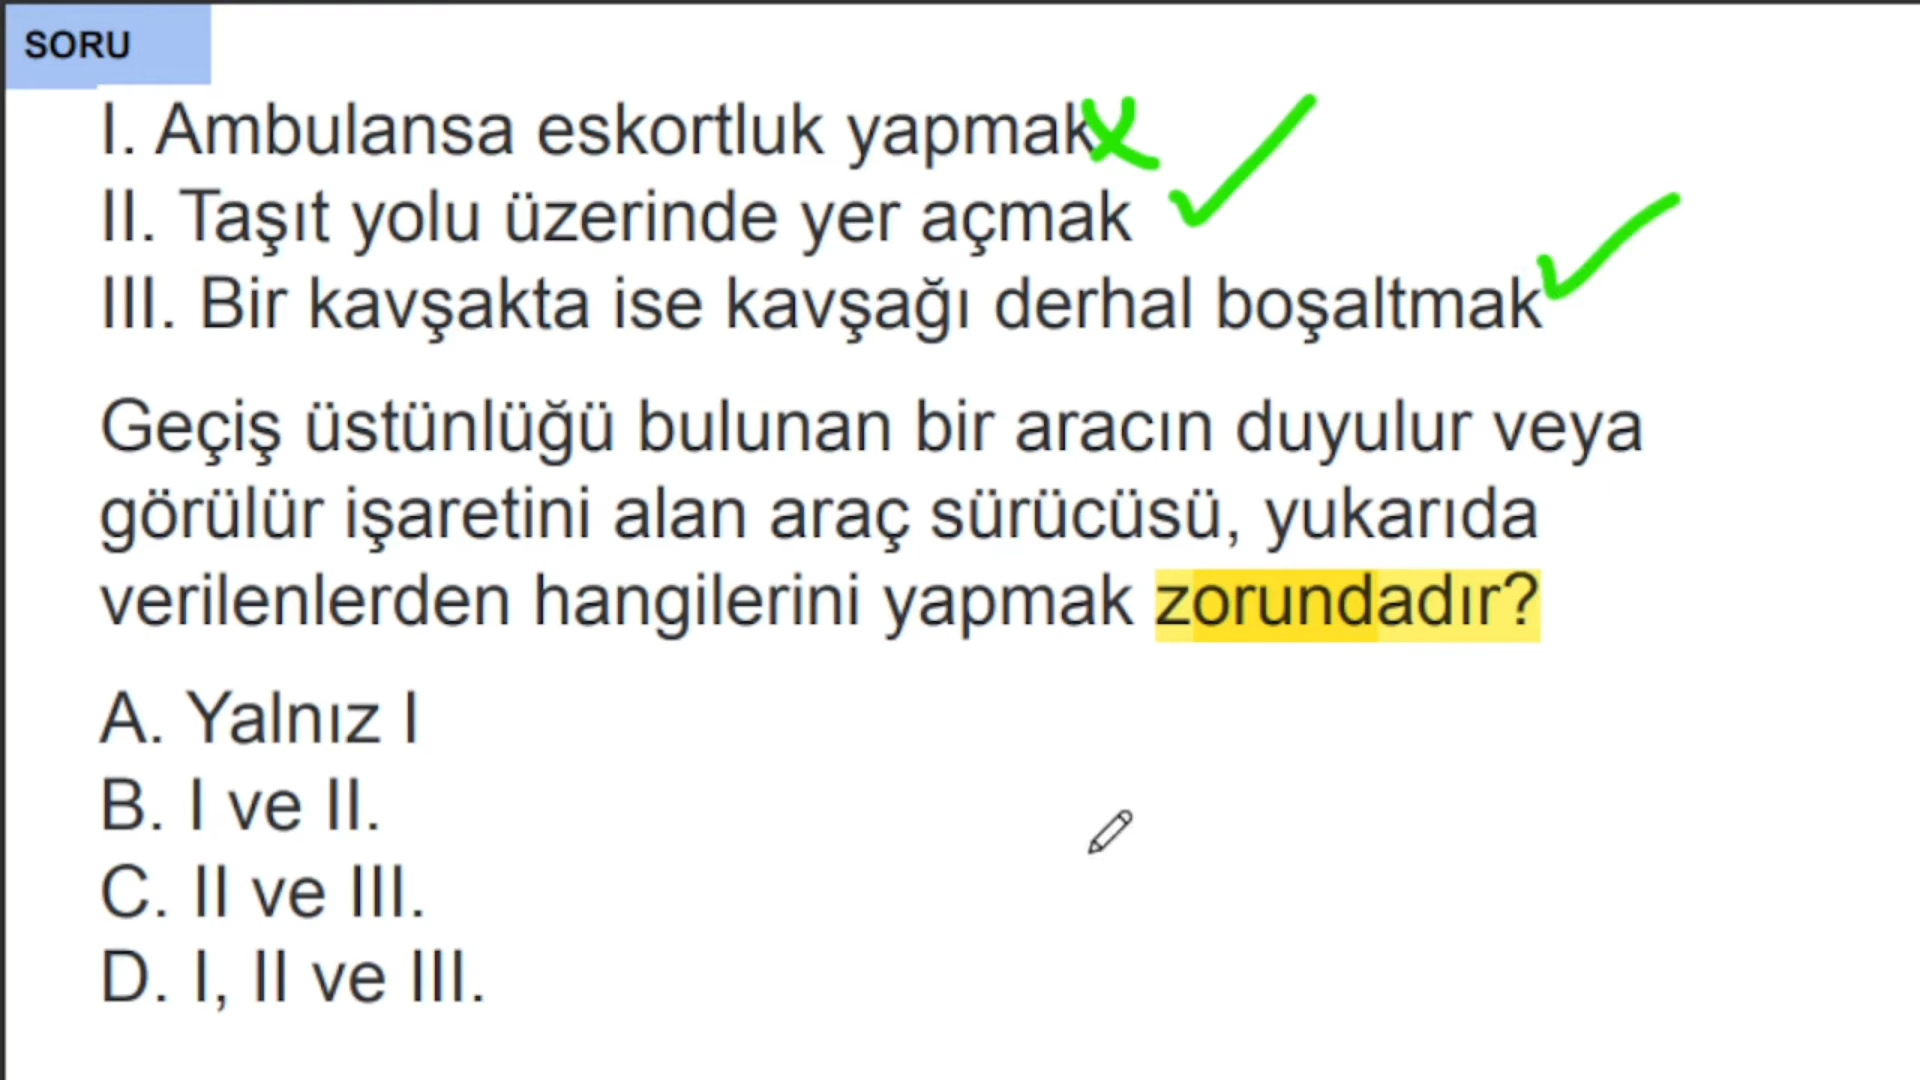 SORU
I. Ambulansa eskortluk yapmak
II. Taşıt yolu üzerinde yer açmak
III. Bir kavşakta ise kavşağı derhal boşaltmak
Geçiş üstünlüğü bulunan bir aracın duyulur veya
görülür işaretini alan araç sürücüsü, yukarıda
verilenlerden hangilerini yapmak zorundadır?
A. Yalnız I
B. I ve II.
C. II ve III.
D. I, II ve III.